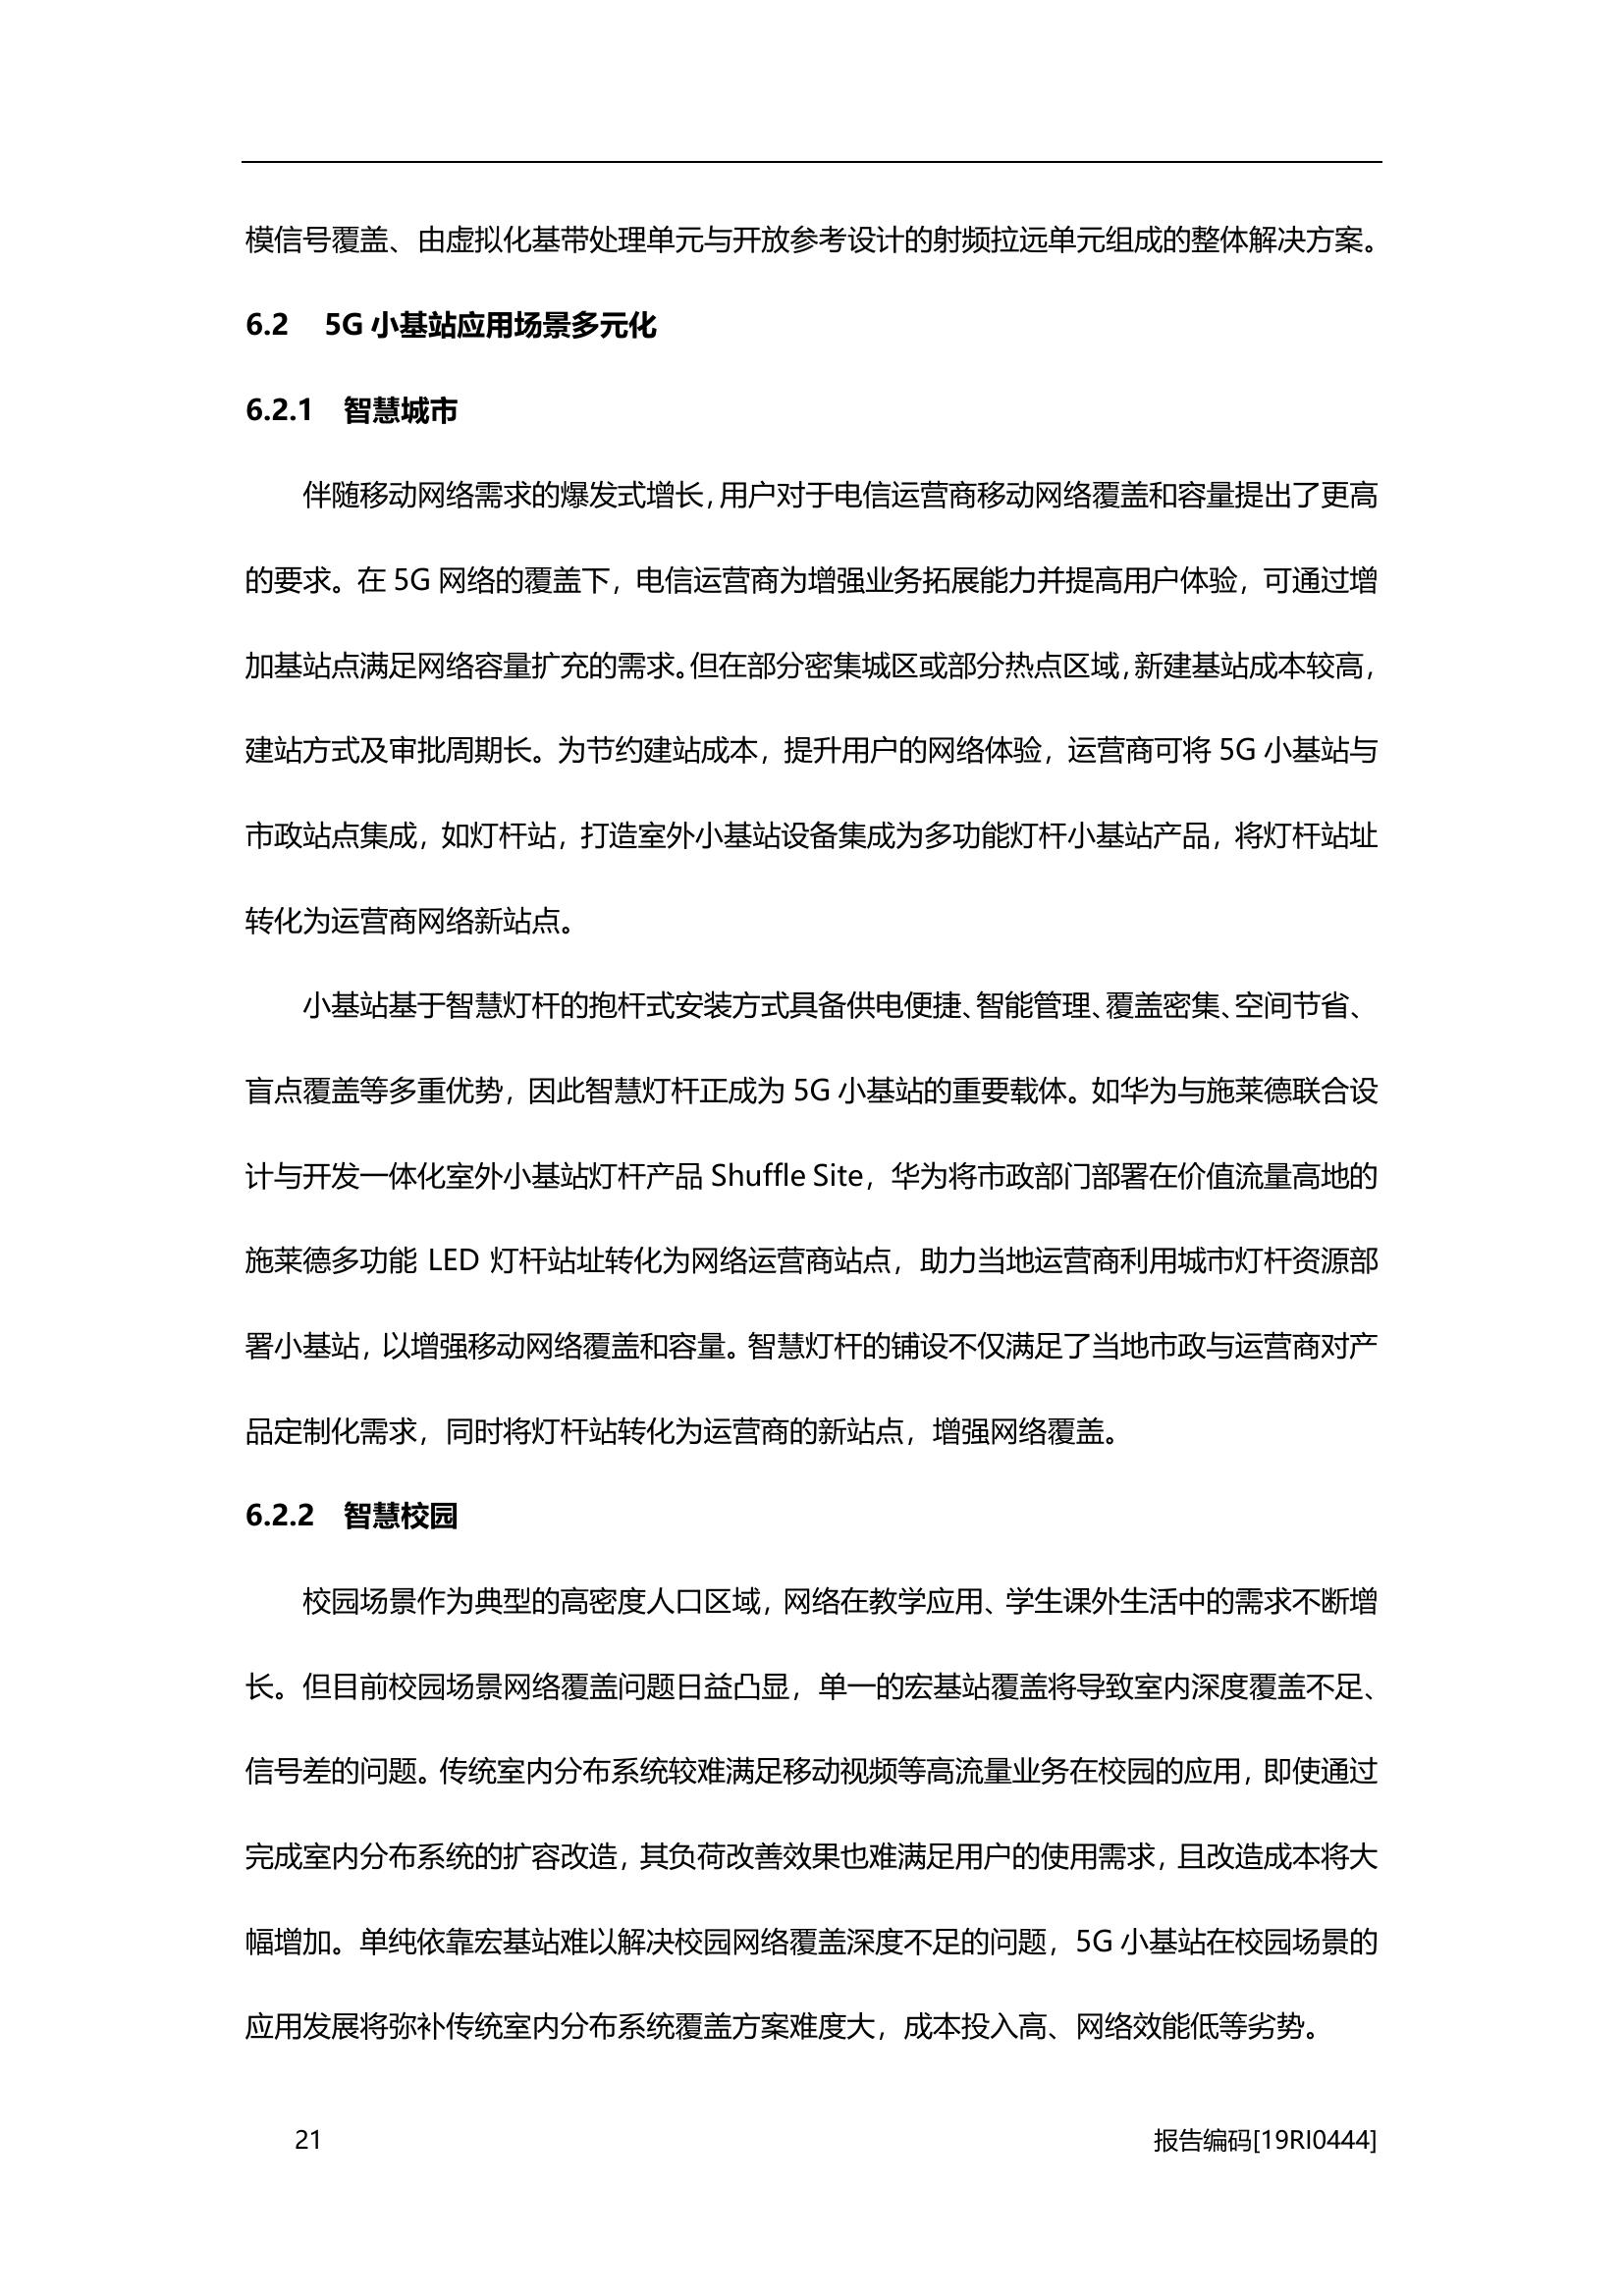 模信号覆盖、由虚拟化基带处理单元与开放参考设计的射频拉远单元组成的整体解决方案。
6.2 5G 小基站应用场景多元化
6.2.1 智慧城市
伴随移动网络需求的爆发式增长，用户对于电信运营商移动网络覆盖和容量提出了更高
的要求。在 5G 网络的覆盖下，电信运营商为增强业务拓展能力并提高用户体验，可通过增
加基站点满足网络容量扩充的需求。但在部分密集城区或部分热点区域，新建基站成本较高，
建站方式及审批周期长。为节约建站成本，提升用户的网络体验，运营商可将 5G 小基站与
市政站点集成，如灯杆站，打造室外小基站设备集成为多功能灯杆小基站产品，将灯杆站址
转化为运营商网络新站点。
小基站基于智慧灯杆的抱杆式安装方式具备供电便捷、智能管理、覆盖密集、空间节省、
盲点覆盖等多重优势，因此智慧灯杆正成为 5G 小基站的重要载体。如华为与施莱德联合设
计与开发一体化室外小基站灯杆产品 Shuffle Site，华为将市政部门部署在价值流量高地的
施莱德多功能 LED 灯杆站址转化为网络运营商站点，助力当地运营商利用城市灯杆资源部
署小基站，以增强移动网络覆盖和容量。智慧灯杆的铺设不仅满足了当地市政与运营商对产
品定制化需求，同时将灯杆站转化为运营商的新站点，增强网络覆盖。
6.2.2 智慧校园
校园场景作为典型的高密度人口区域，网络在教学应用、学生课外生活中的需求不断增
长。但目前校园场景网络覆盖问题日益凸显，单一的宏基站覆盖将导致室内深度覆盖不足、
信号差的问题。传统室内分布系统较难满足移动视频等高流量业务在校园的应用，即使通过
完成室内分布系统的扩容改造，其负荷改善效果也难满足用户的使用需求，且改造成本将大
幅增加。单纯依靠宏基站难以解决校园网络覆盖深度不足的问题，5G 小基站在校园场景的
应用发展将弥补传统室内分布系统覆盖方案难度大，成本投入高、网络效能低等劣势。
21 报告编码[19RI0444]